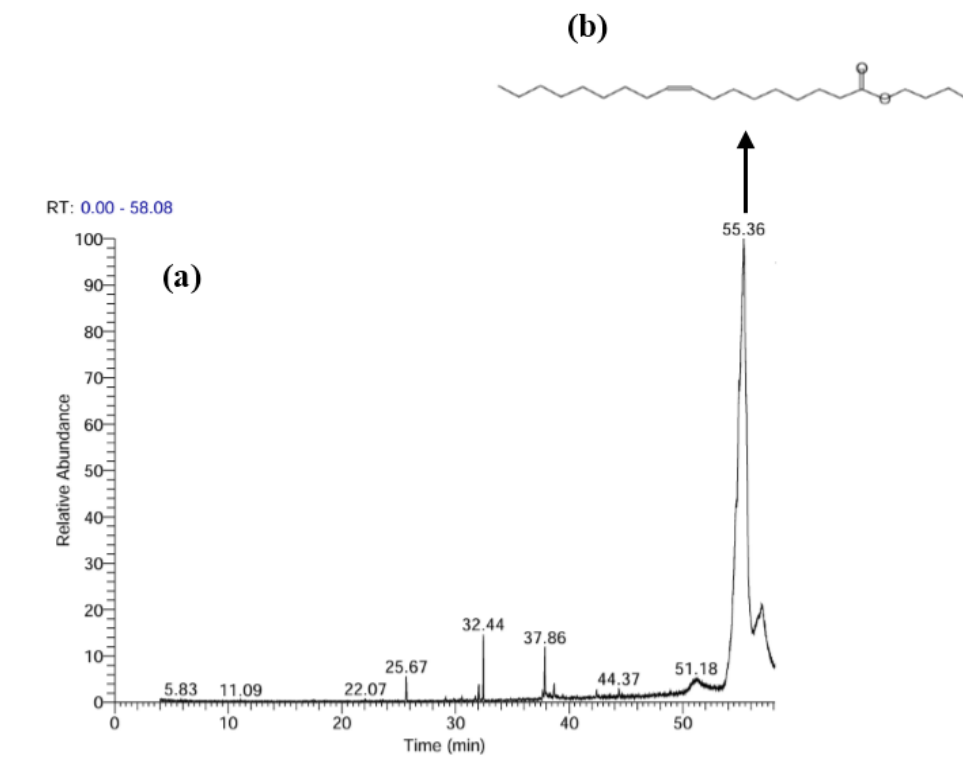 (b)
O
O
RT: 0.00 - 58.08
55.36
100
(a)
90
80
70
60
50
40
30
20
10
0
Relative Abundance
32.44
37.86
25.67
51.18
5.83 11.09 22.07 44.37
0 10 20 30 40 50
Time (min)